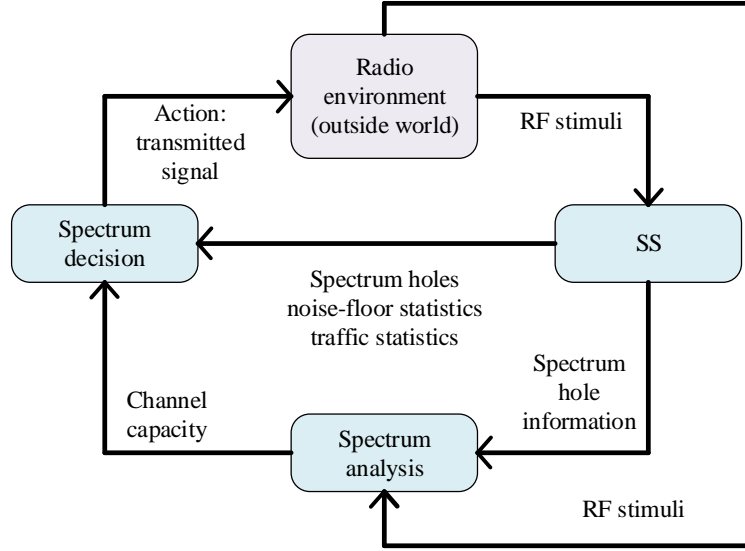 Radio
environment
(outside world)
Action:
transmitted
signal
RF stimuli
Spectrum
decision
SS
Spectrum holes
noise-floor statistics
traffic statistics
Spectrum
hole
information
Channel
capacity
Spectrum
analysis
RF stimuli